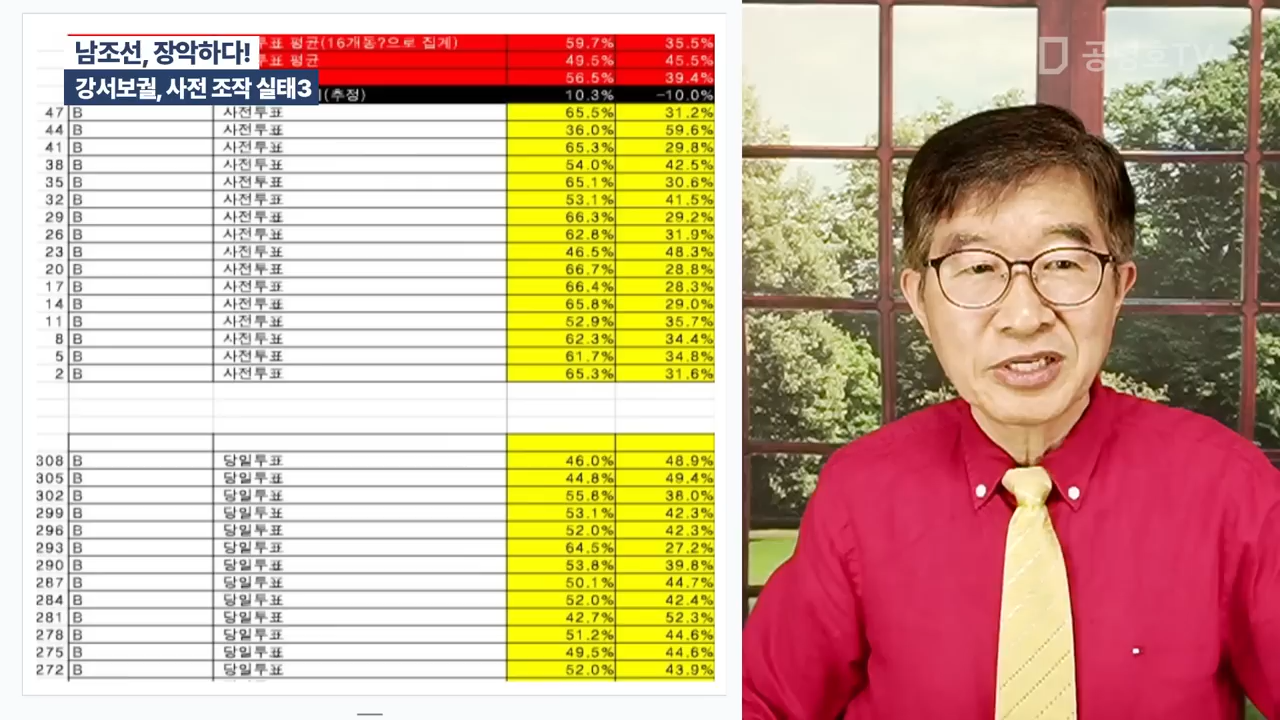 남조선, 장악하다!
강서보궐, 사전 조작 실태3
공병호TV
투표 평균(16개동?으로 집계) 59.7% 35.5%
표 평균 49.5% 45.5%
56.5% 39.4%
(추정) 10.3% -10.0%
47 B 사전투표 65.5% 31.2%
44 B 사전투표 36.0% 59.6%
41 B 사전투표 65.3% 29.8%
38 B 사전투표 54.0% 42.5%
35 B 사전투표 65.1% 30.6%
32 B 사전투표 53.1% 41.5%
29 B 사전투표 66.3% 29.2%
26 B 사전투표 62.8% 31.9%
23 B 사전투표 46.5% 48.3%
20 B 사전투표 66.7% 28.8%
17 B 사전투표 66.4% 28.3%
14 B 사전투표 65.8% 29.0%
11 B 사전투표 52.9% 35.7%
8 B 사전투표 62.3% 34.4%
5 B 사전투표 61.7% 34.8%
2 B 사전투표 65.3% 31.6%
308 B 당일투표 46.0% 48.9%
305 B 당일투표 44.8% 49.4%
302 B 당일투표 55.8% 38.0%
299 B 당일투표 53.1% 42.3%
296 B 당일투표 52.0% 42.3%
293 B 당일투표 64.5% 27.2%
290 B 당일투표 53.8% 39.8%
287 B 당일투표 50.1% 44.7%
284 B 당일투표 52.0% 42.4%
281 B 당일투표 42.7% 52.3%
278 B 당일투표 51.2% 44.6%
275 B 당일투표 49.5% 44.6%
272 B 당일투표 52.0% 43.9%